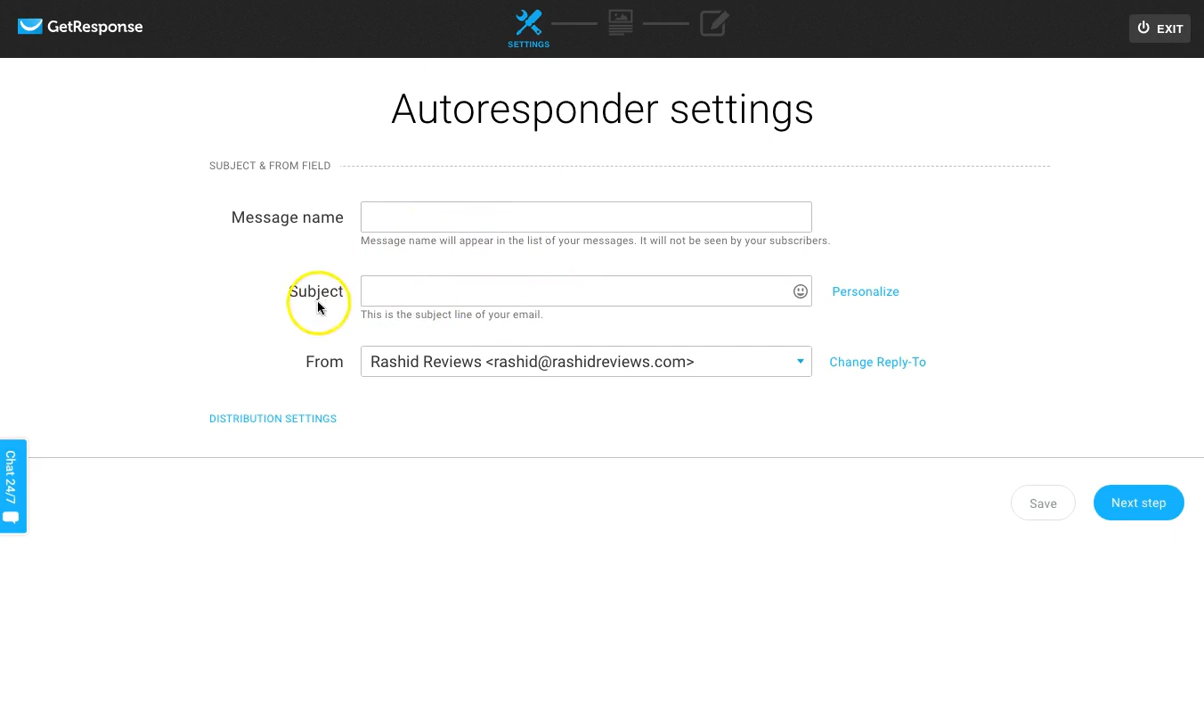 GetResponse
SETTINGS
EXIT
Autoresponder settings
SUBJECT & FROM FIELD
Message name
Message name will appear in the list of your messages. It will not be seen by your subscribers.
Subject
Personalize
This is the subject line of your email.
From
Rashid Reviews <rashid@rashidreviews.com>
Change Reply-To
DISTRIBUTION SETTINGS
Chat 24/7
Save
Next step